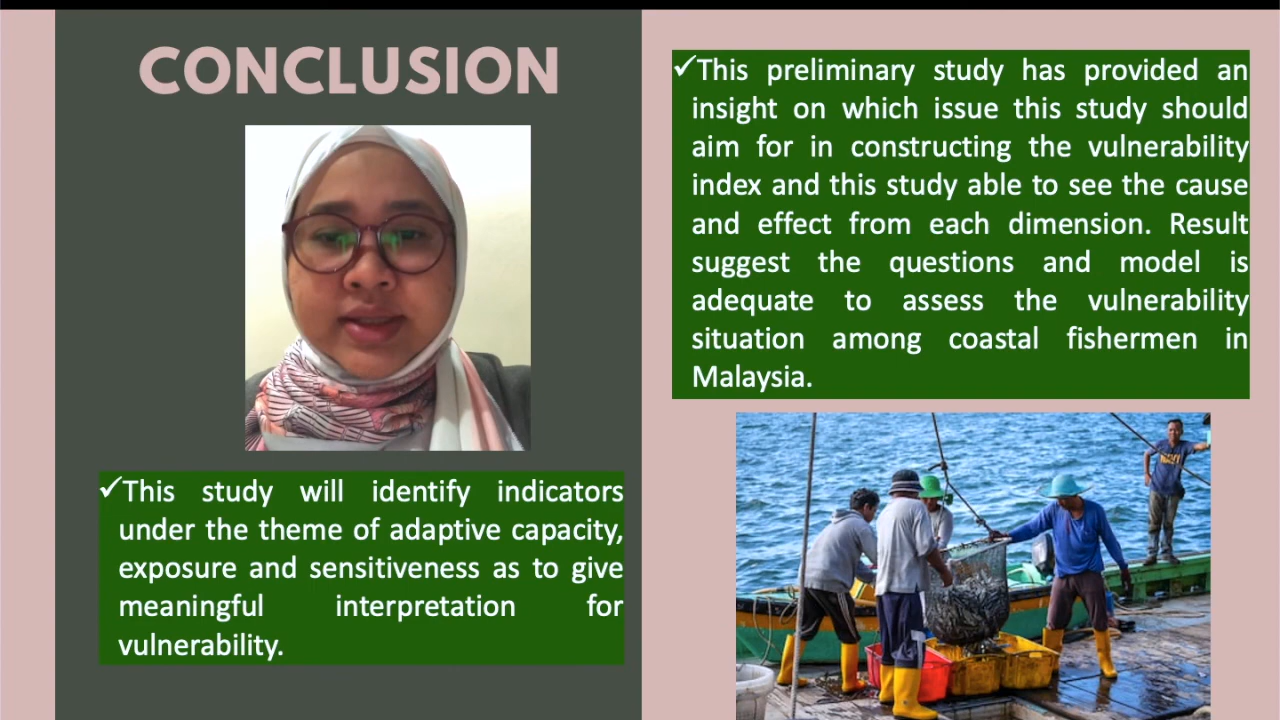 CONCLUSION
✓This study will identify indicators
under the theme of adaptive capacity,
exposure and sensitiveness as to give
meaningful interpretation for
vulnerability.
✓This preliminary study has provided an
insight on which issue this study should
aim for in constructing the vulnerability
index and this study able to see the cause
and effect from each dimension. Result
suggest the questions and model is
adequate to assess the vulnerability
situation among coastal fishermen in
Malaysia.